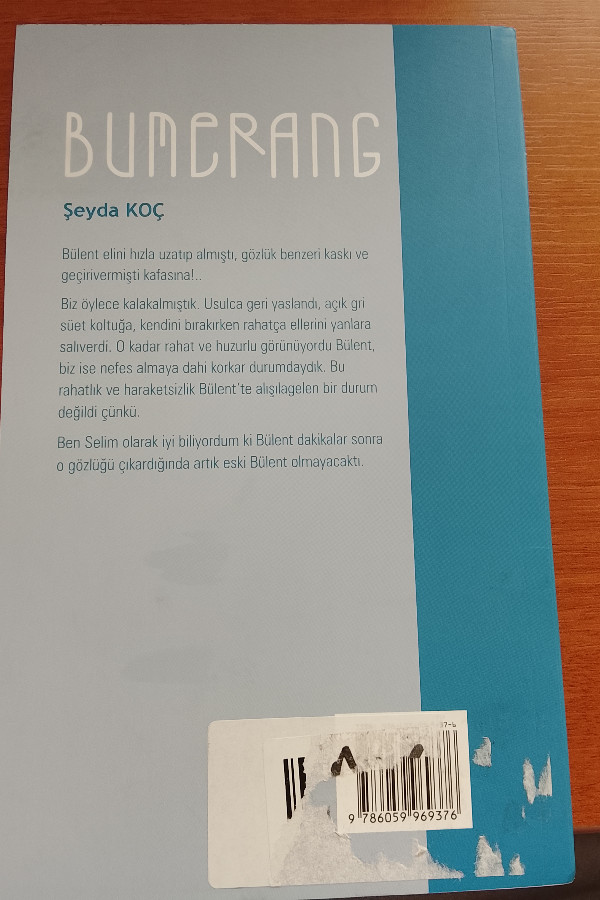 BUMERANG
Şeyda KOÇ
Bülent elini hızla uzatıp almıştı, gözlük benzeri kaskı ve
geçirivermişti kafasına!..
Biz öylece kalakalmıştık. Usulca geri yaslandı, açık gri
süet koltuğa, kendini bırakırken rahatça ellerini yanlara
salıverdi. O kadar rahat ve huzurlu görünüyordu Bülent,
biz ise nefes almaya dahi korkar durumdaydık. Bu
rahatlık ve haraketsizlik Bülent'te alışılagelen bir durum
değildi çünkü.
Ben Selim olarak iyi biliyordum ki Bülent dakikalar sonra
o gözlüğü çıkardığında artık eski Bülent olmayacaktı.
9 786059 969376